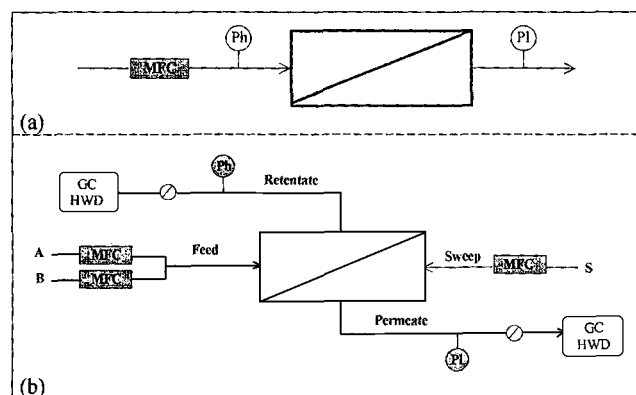 Ph
Pl
MFC
(a)
GC
HWD
Ph
Retentate
A
MFC
Feed
B
MFC
Sweep
MFC
S
Permeate
Pl
GC
HWD
(b)